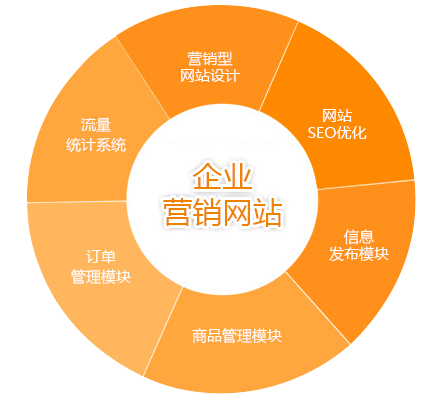 营销型
网站设计
网站
SEO优化
信息
发布模块
商品管理模块
订单
管理模块
流量
统计系统
企业
营销网站